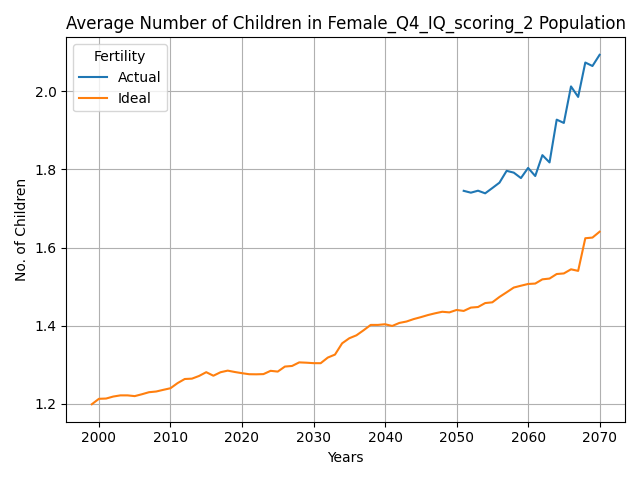 Average Number of Children in Female_Q4_IQ_scoring_2 Population
Fertility
Actual
Ideal
No. of Children
2.0
1.8
1.6
1.4
1.2
2000 2010 2020 2030 2040 2050 2060 2070
Years